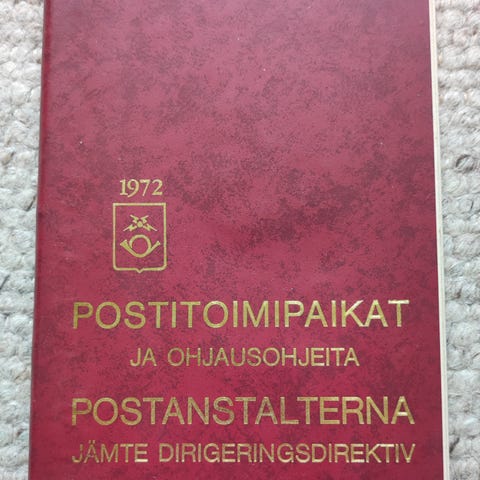 1972
POSTITOIMIPAIKAT
JA OHJAUSOHJEITA
POSTANSTALTERNA
JÄMTE DIRIGERINGSDIREKTIV